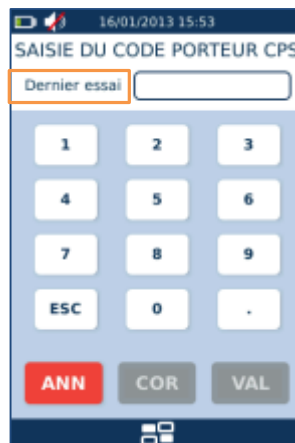 16/01/2013 15:53
SAISIE DU CODE PORTEUR CPS
Dernier essai
1 2 3
4 5 6
7 8 9
ESC 0 .
ANN COR VAL